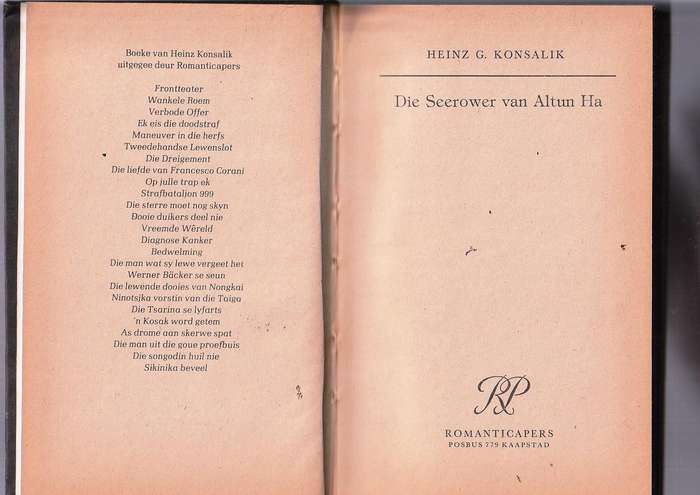 Boeke van Heinz Konsalik
uitgegee deur Romanticapers
Frontteater
Wankele Roem
Verbode Offer
Ek eis die doodstraf
Maneuver in die herfs
Tweedehandse Lewenslot
Die Dreigement
Die liefde van Francesco Corani
Op julle trap ek
Strafbataljon 999
Die sterre moet nog skyn
Dooie duikers deel nie
Vreemde Wêreld
Diagnose Kanker
Bedwelming
Die man wat sy lewe vergeet het
Werner Bäcker se seun
Die lewende dooies van Nongkai
Ninotsjka vorstin van die Taiga
Die Tsarina se lyfarts
'n Kosak word getem
As drome aan skerwe spat
Die man uit die goue proefbuis
Die songodin huil nie
Sikinika beveel
HEINZ G. KONSALIK
Die Seerower van Altun Ha
RP
ROMANTICAPERS
POSBUS 779 KAAPSTAD